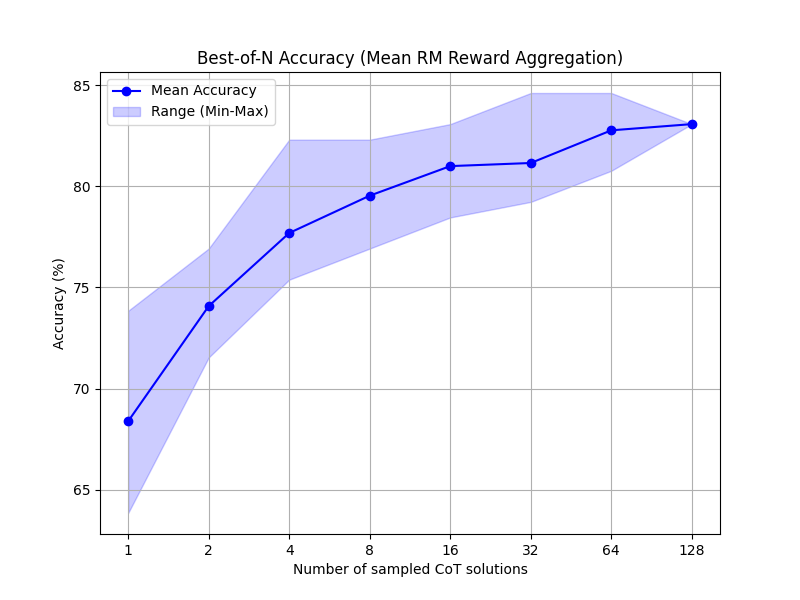 Best-of-N Accuracy (Mean RM Reward Aggregation)
Mean Accuracy
Range (Min-Max)
85
80
75
70
65
Accuracy (%)
1 2 4 8 16 32 64 128
Number of sampled CoT solutions